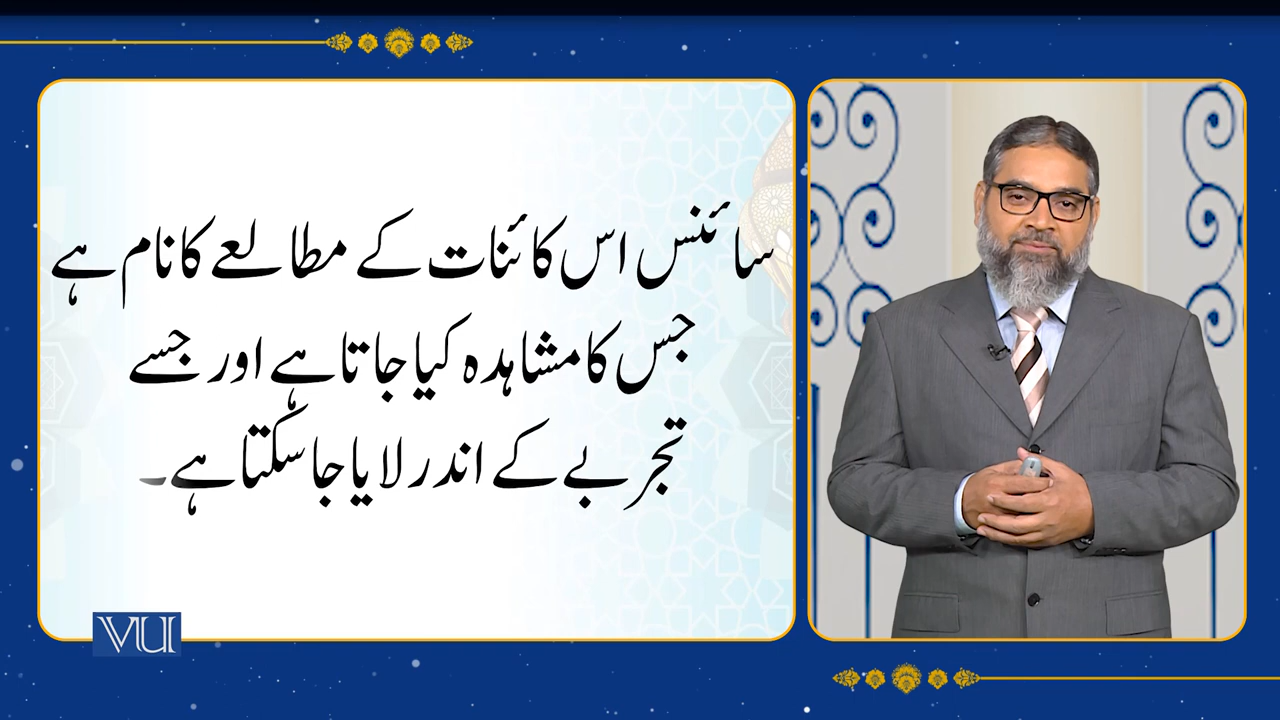 سائنس اس کائنات کے مطالعے کا نام ہے
جس کا مشاہدہ کیا جاتا ہے اور جسے
تجربے کے اندر لایا جا سکتا ہے۔
VU